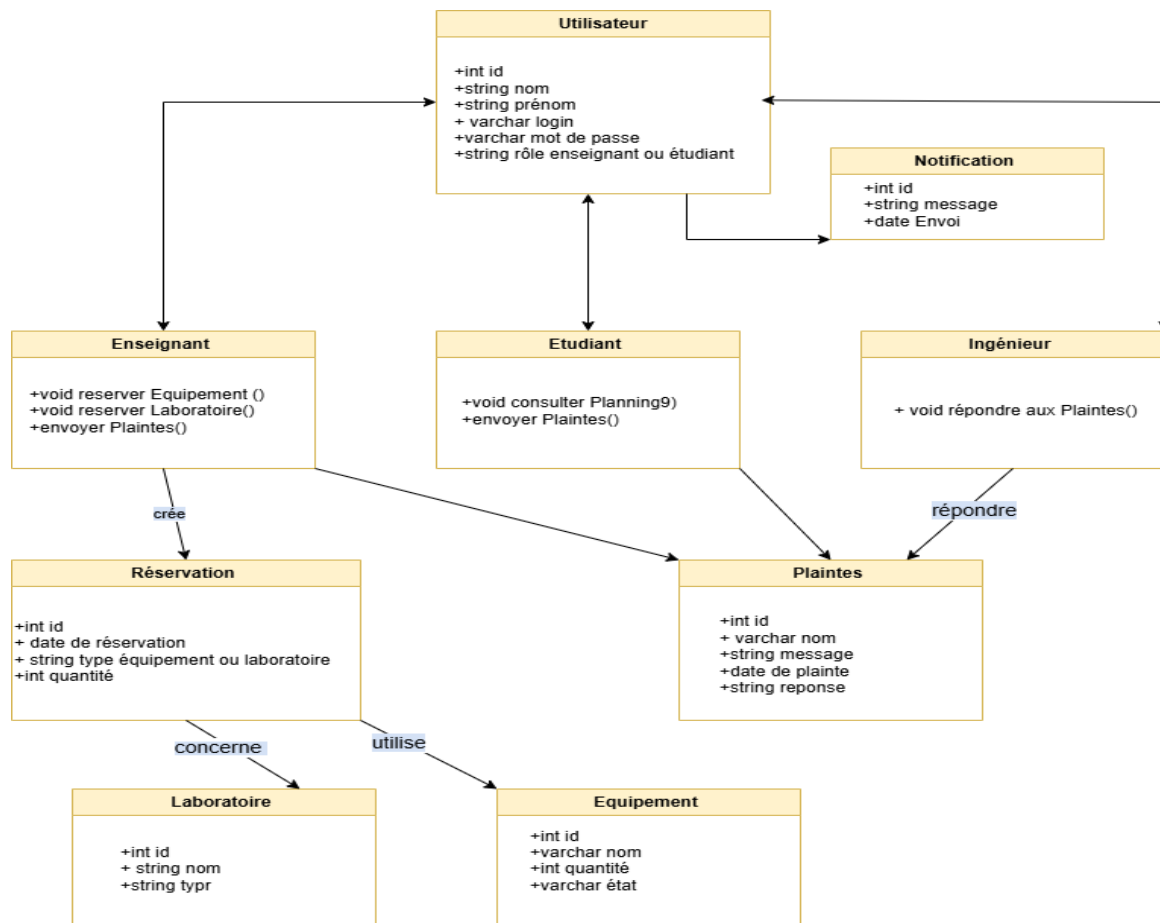 Utilisateur
+int id
+string nom
+string prénom
+ varchar login
+varchar mot de passe
+string rôle enseignant ou étudiant
Notification
+int id
+string message
+date Envoi
Enseignant
+void reserver Equipement ()
+void reserver Laboratoire()
+envoyer Plaintes()
Etudiant
+void consulter Planning9)
+envoyer Plaintes()
Ingénieur
+ void répondre aux Plaintes()
crée
répondre
Réservation
+int id
+ date de réservation
+ string type équipement ou laboratoire
+int quantité
Plaintes
+int id
+ varchar nom
+string message
+date de plainte
+string reponse
concerne
utilise
Laboratoire
+int id
+ string nom
+string typr
Equipement
+int id
+varchar nom
+int quantité
+varchar état